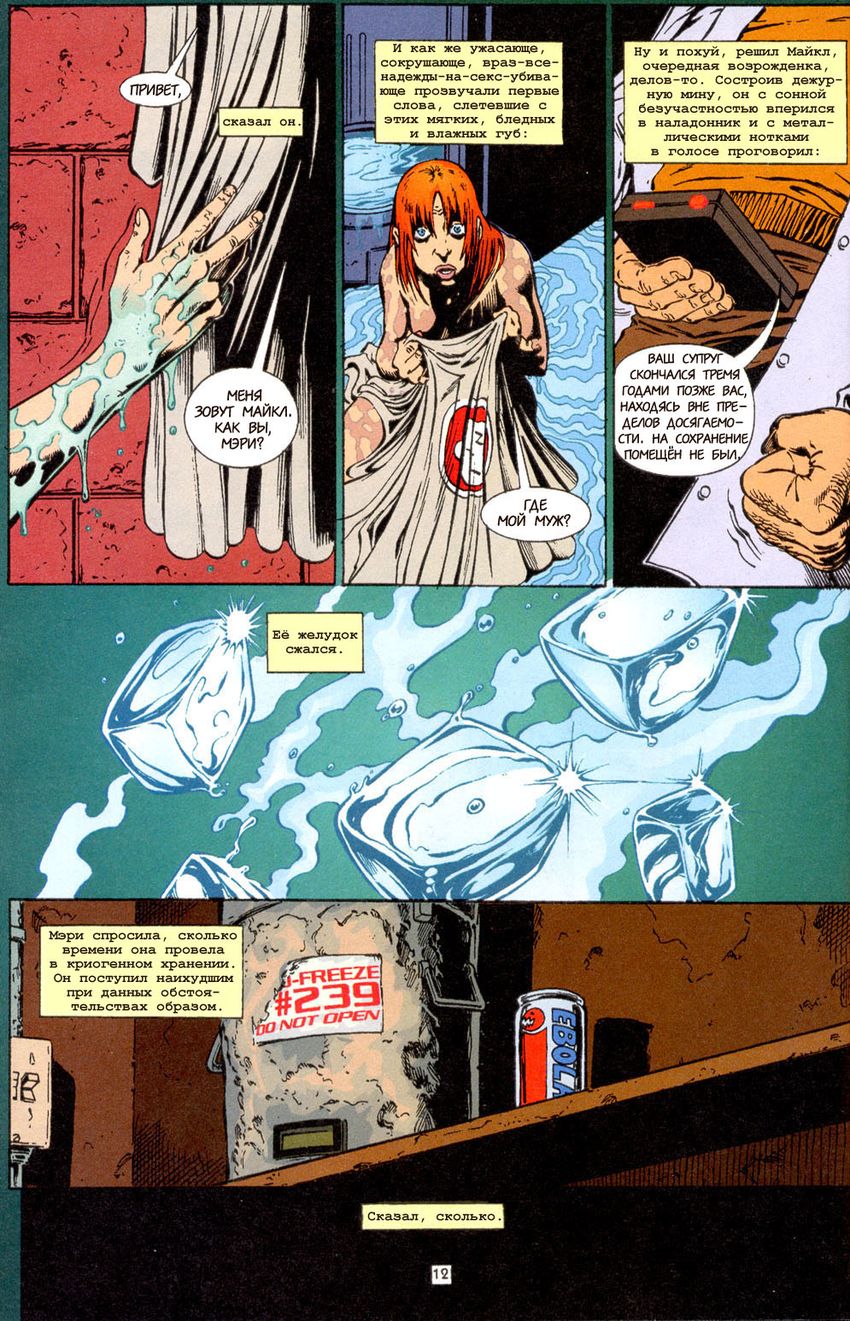 ПРИВЕТ,
сказал он.
МЕНЯ
ЗОВУТ МАЙКЛ.
КАК ВЫ,
МЭРИ?
И как же ужасающе,
сокрушающе, враз-все-
надежды-на-секс-убива-
юще прозвучали первые
слова, слетевшие с
этих мягких, бледных
и влажных губ:
ГДЕ
МОЙ МУЖ?
Ну и похуй, решил Майкл,
очередная возрожденка,
делов-то. Состроив дежур-
ную мину, он с сонной
безучастностью вперился
в наладонник и с метал-
лическими нотками
в голосе проговорил:
ВАШ СУПРУГ
СКОНЧАЛСЯ ТРЕМЯ
ГОДАМИ ПОЗЖЕ ВАС,
НАХОДЯСЬ ВНЕ ПРЕ-
ДЕЛОВ ДОСЯГАЕМО-
СТИ. НА СОХРАНЕНИЕ
ПОМЕЩЁН НЕ БЫЛ.
Её желудок
сжался.
Мэри спросила, сколько
времени она провела
в криогенном хранении.
Он поступил наихудшим
при данных обстоя-
тельствах образом.
-FREEZE
#239
DO NOT OPEN
EBOLA
Сказал, сколько.
12